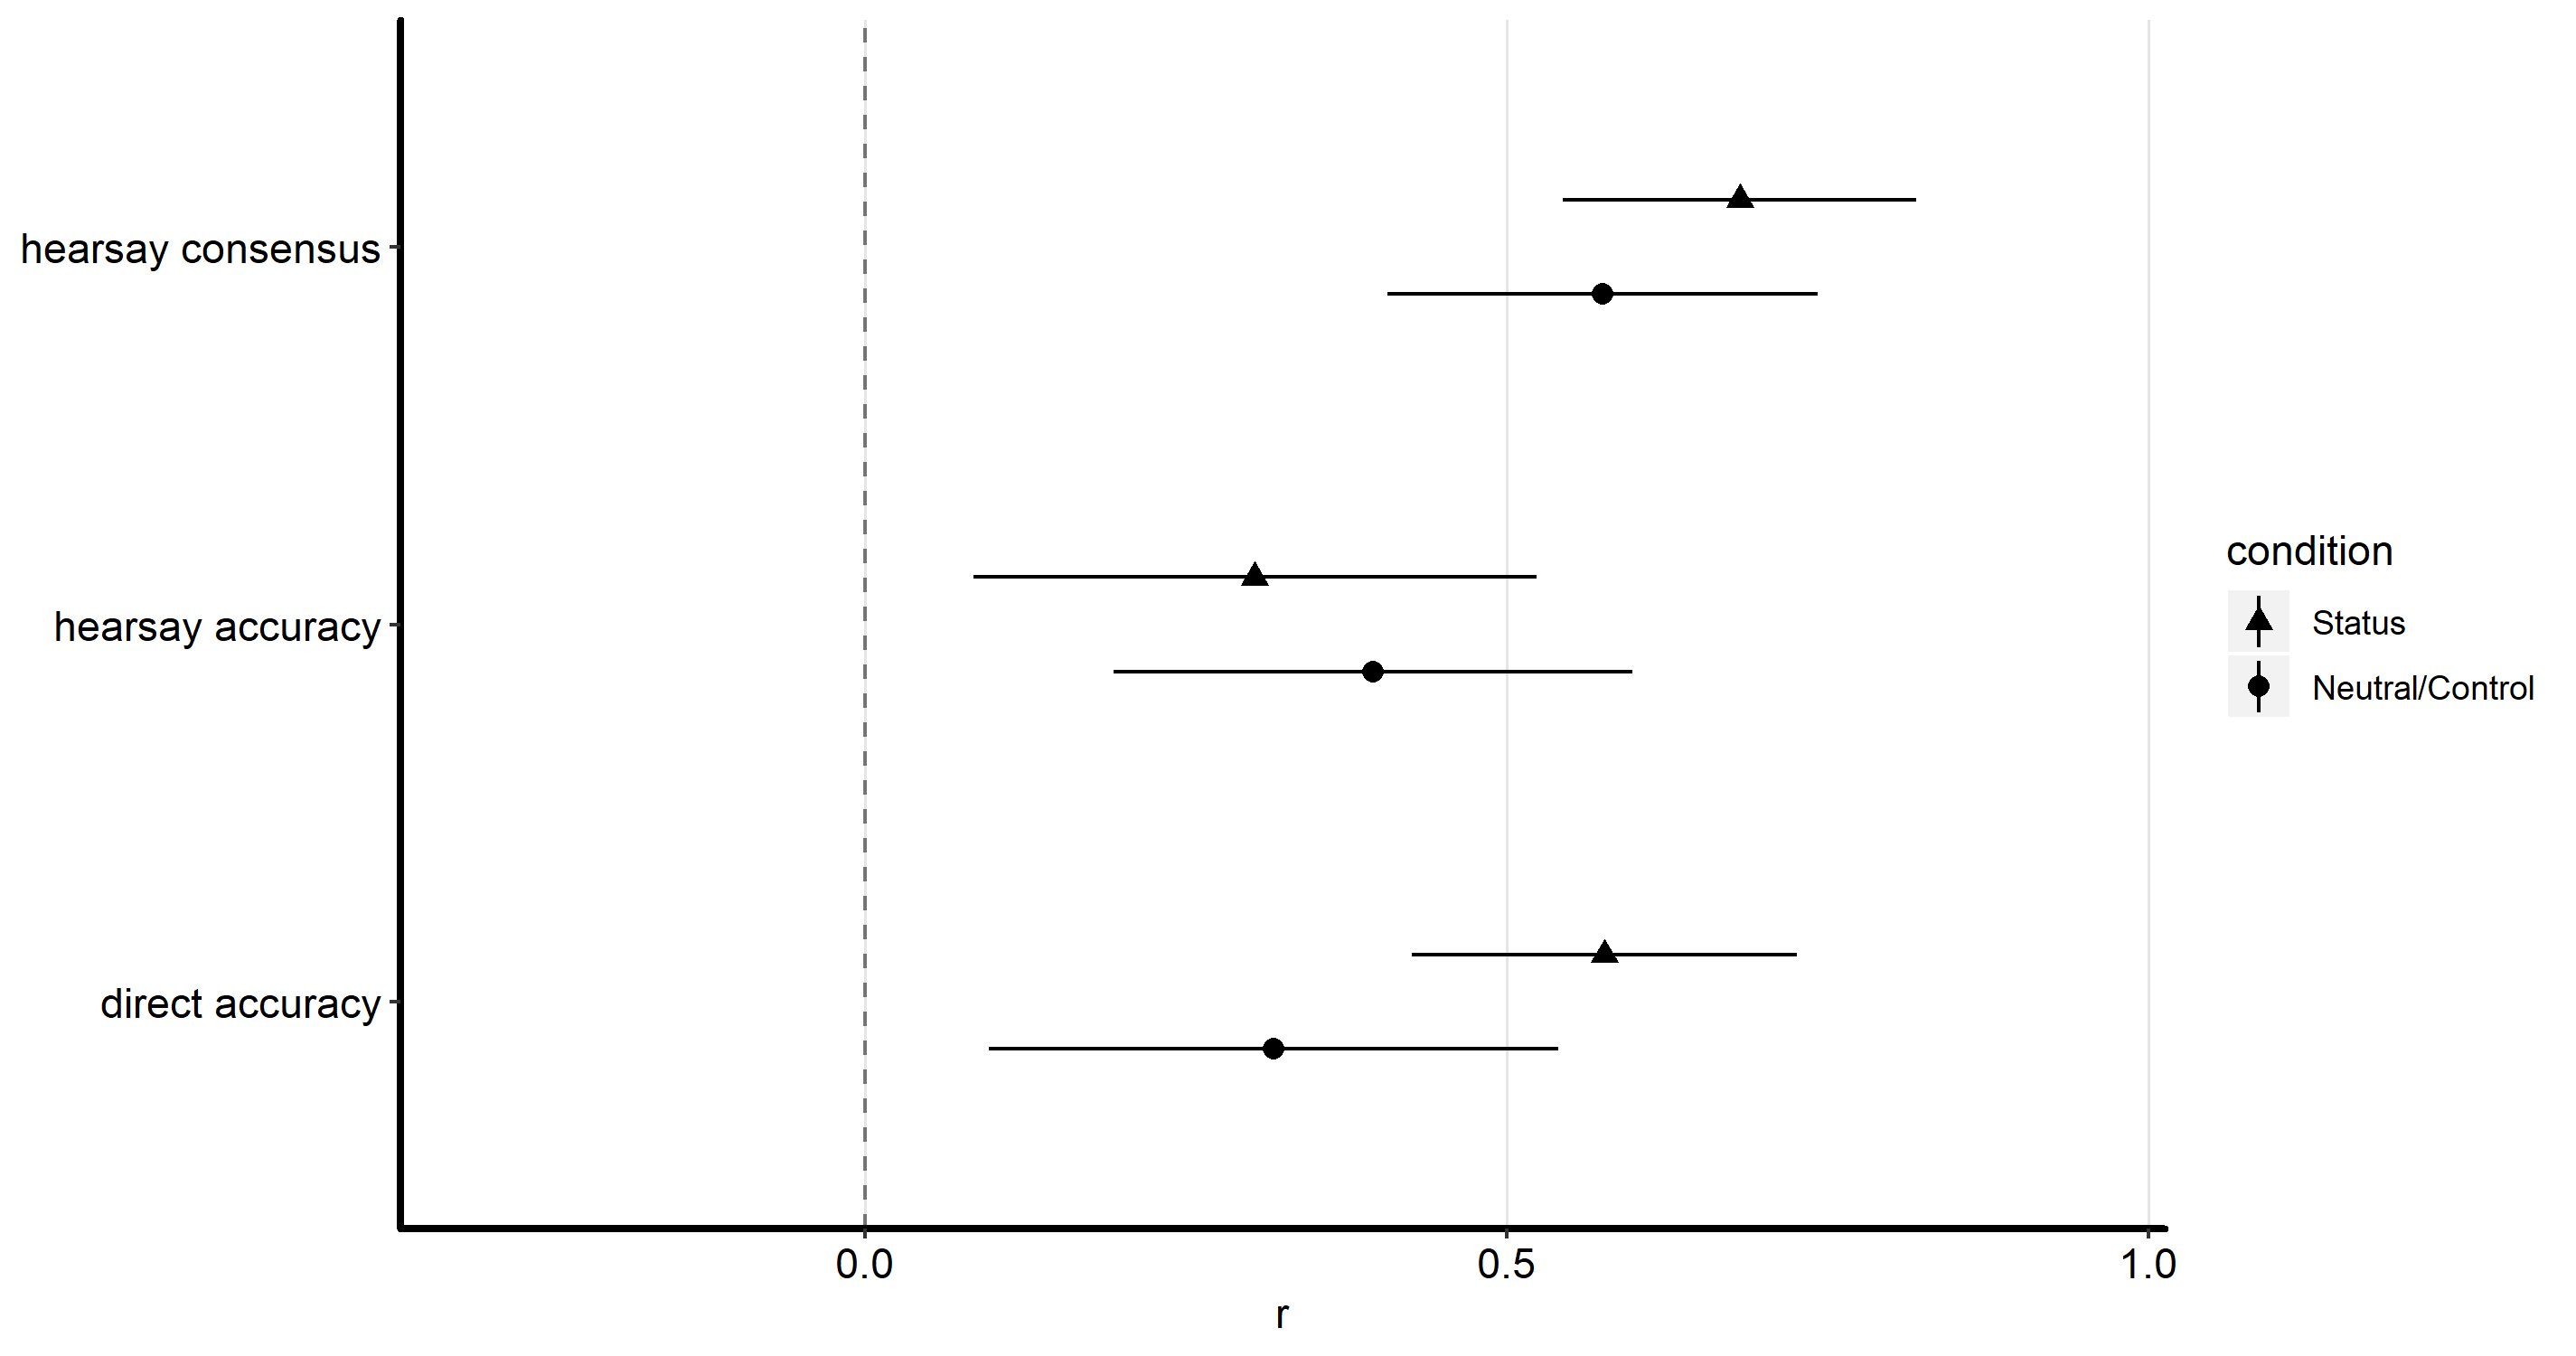 hearsay consensus
hearsay accuracy
direct accuracy
0.0
0.5
1.0
r
condition
Status
Neutral/Control